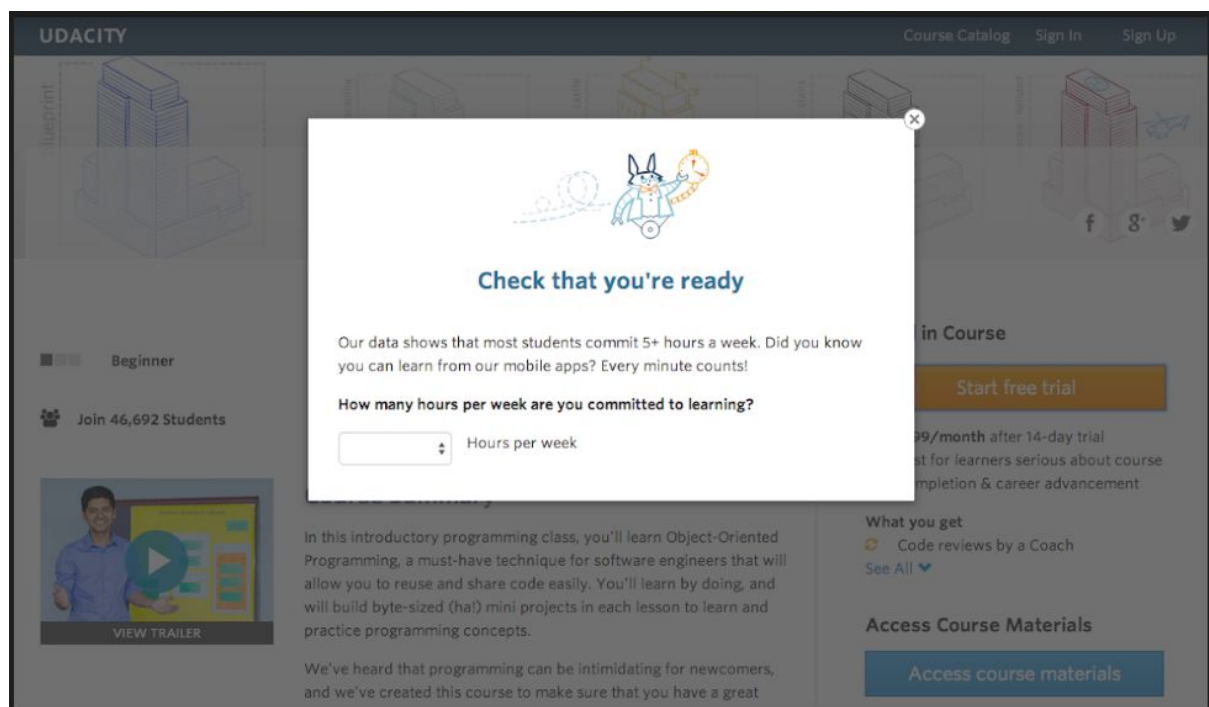 UDACITY
Course Catalog Sign In Sign Up
blueprint
Check that you're ready
Our data shows that most students commit 5+ hours a week. Did you know
you can learn from our mobile apps? Every minute counts!
How many hours per week are you committed to learning?
Hours per week
Beginner
Join 46,692 Students
VIEW TRAILER
In this introductory programming class, you'll learn Object-Oriented
Programming, a must-have technique for software engineers that will
allow you to reuse and share code easily. You'll learn by doing, and
will build byte-sized (ha!) mini projects in each lesson to learn and
practice programming concepts.
We've heard that programming can be intimidating for newcomers,
and we've created this course to make sure that you have a great
in Course
Start free trial
99/month after 14-day trial
for learners serious about course
& career advancement
What you get
Code reviews by a Coach
See All
Access Course Materials
Access course materials